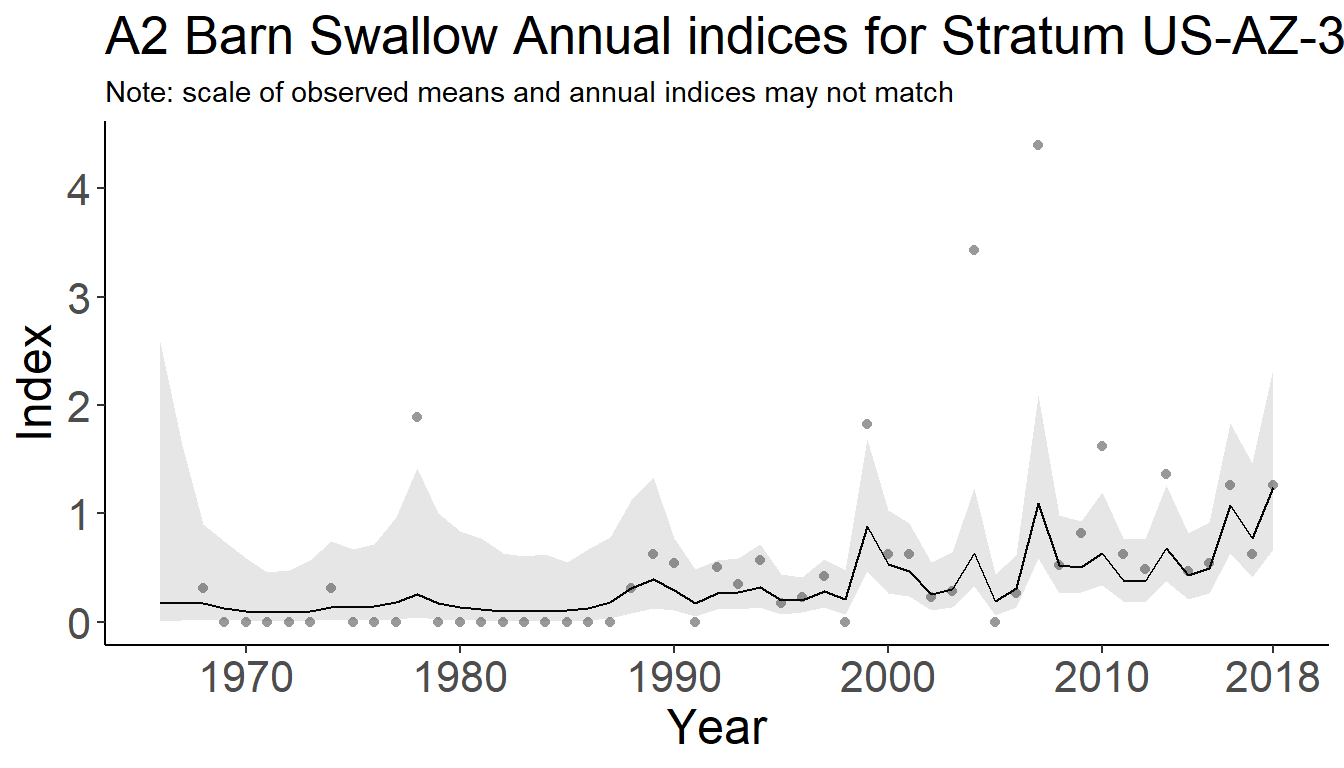 A2 Barn Swallow Annual indices for Stratum US-AZ-3
Note: scale of observed means and annual indices may not match
Index
4
3
2
1
0
1970 1980 1990 2000 2010 2018
Year